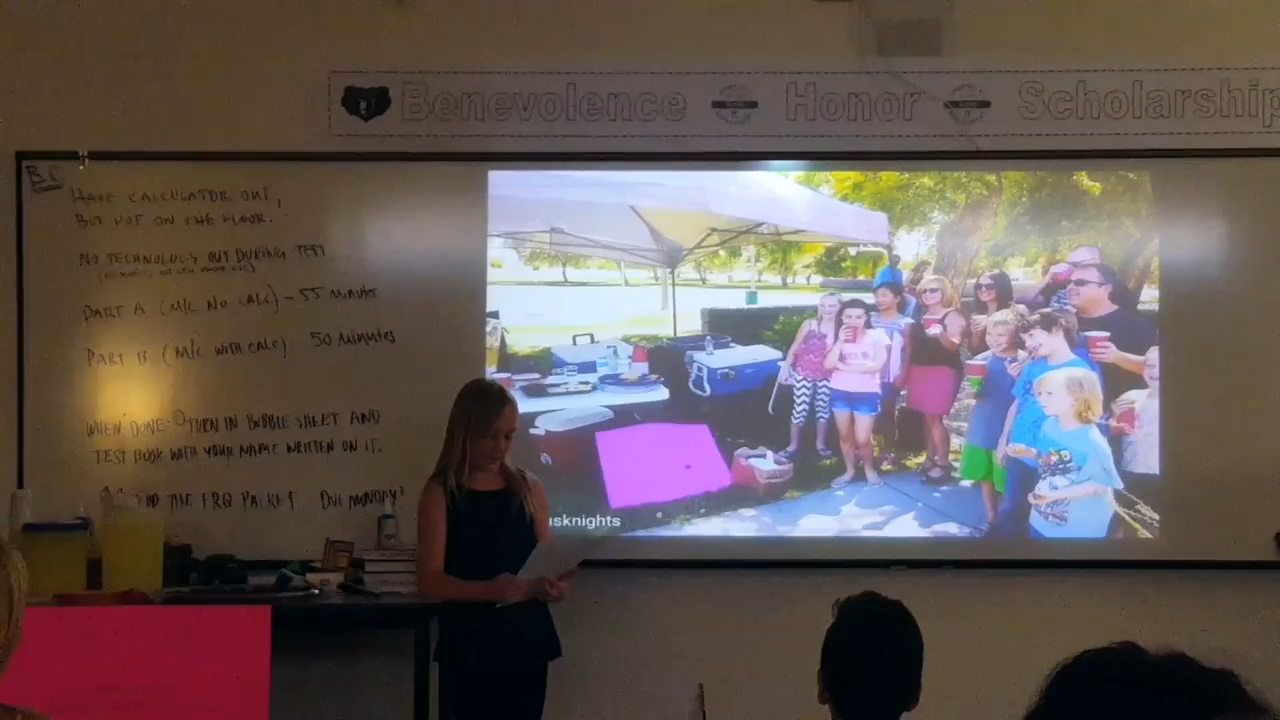 Benevolence Honor Scholarship
BC
HAVE CALCULATOR OUT,
BUT NOT ON THE FLOOR.
NO TECHNOLOGY OUT DURING TEST
PART A (M/C NO CALC) - 55 minutes
PART B (M/C WITH CALC) 50 minutes
WHEN DONE: ① TURN IN BUBBLE SHEET AND
TEST BOOK WITH YOUR NAME WRITTEN ON IT.
THE FRQ PACKET DUE MONDAY!
usknights